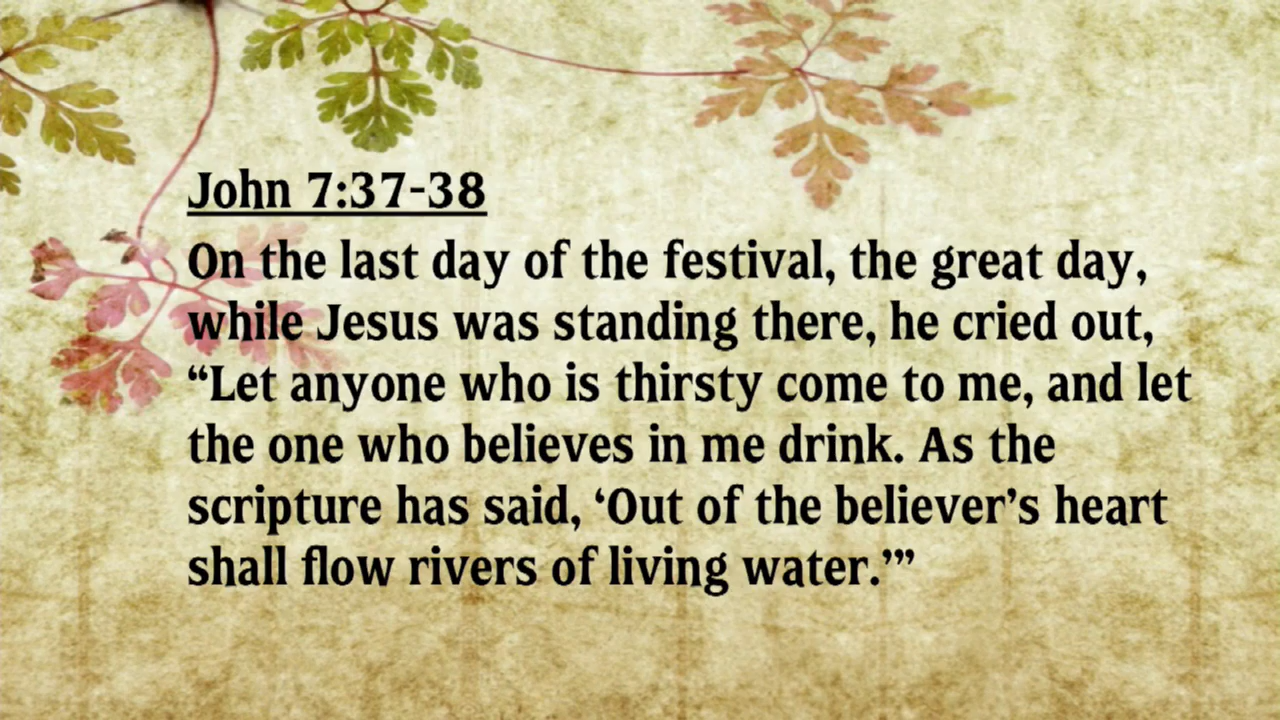 John 7:37-38
On the last day of the festival, the great day,
while Jesus was standing there, he cried out,
“Let anyone who is thirsty come to me, and let
the one who believes in me drink. As the
scripture has said, ‘Out of the believer’s heart
shall flow rivers of living water.’”